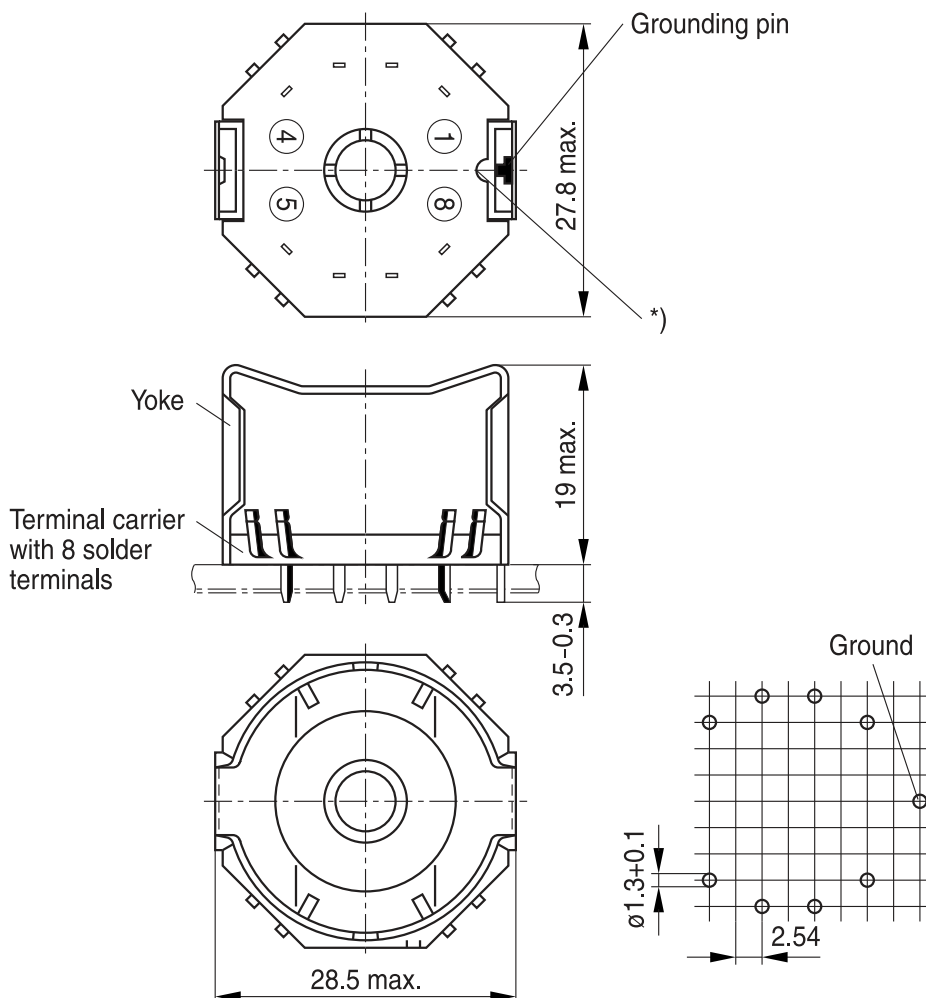 Grounding pin
4
1
5
8
27.8 max.
*)
Yoke
19 max.
Terminal carrier
with 8 solder
terminals
3.5-0.3
Ground
ø1.3+0.1
2.54
28.5 max.